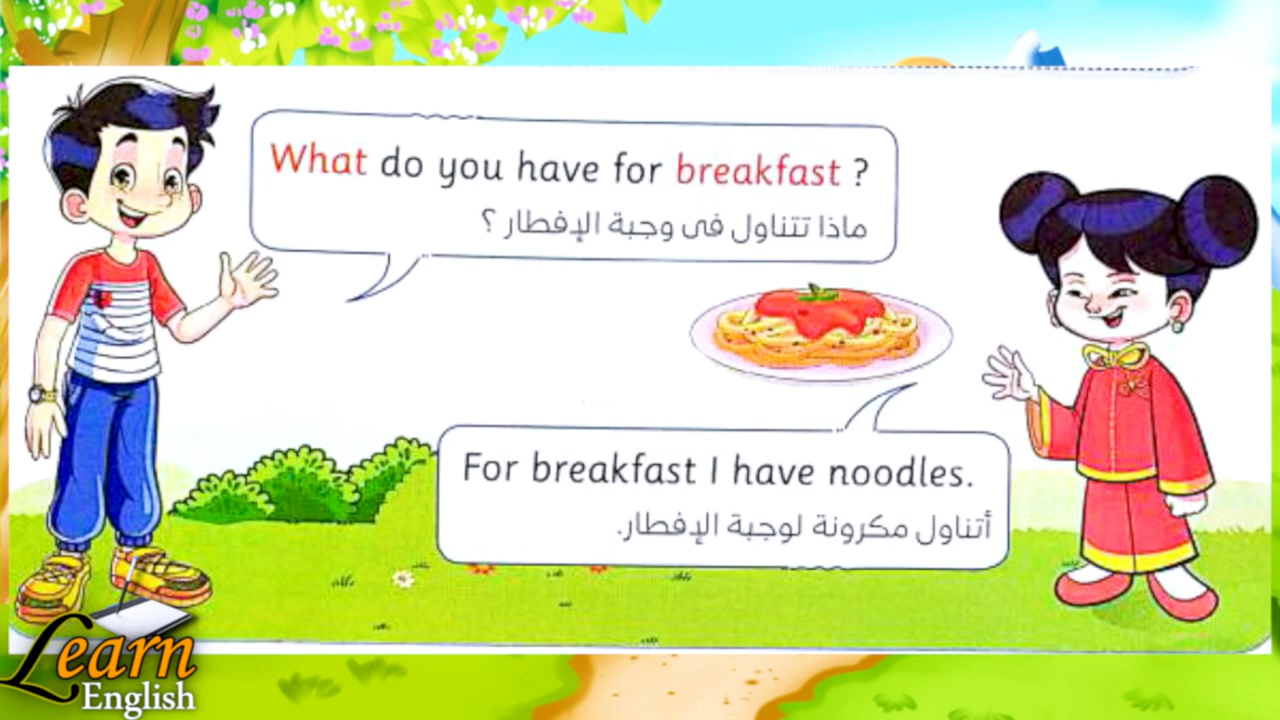 What do you have for breakfast ?
ماذا تتناول فى وجبة الإفطار ؟
For breakfast I have noodles.
أتناول مكرونة لوجبة الإفطار.
Learn
English